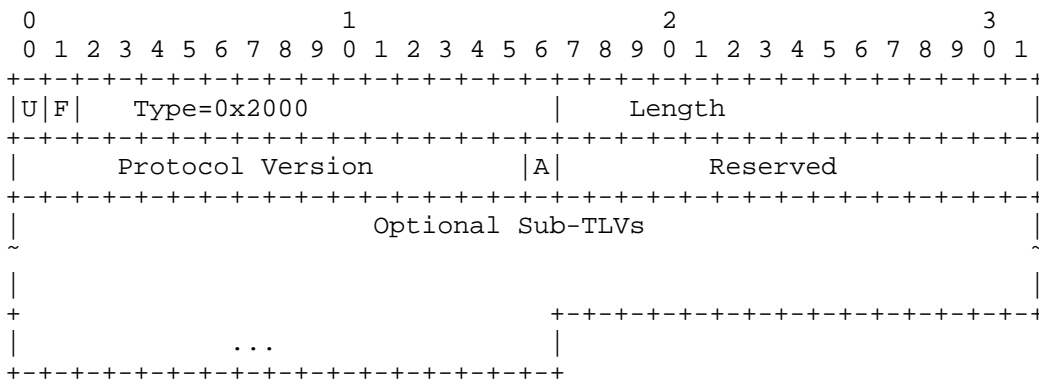 0                   1                   2                   3
 0 1 2 3 4 5 6 7 8 9 0 1 2 3 4 5 6 7 8 9 0 1 2 3 4 5 6 7 8 9 0 1
+-+-+-+-+-+-+-+-+-+-+-+-+-+-+-+-+-+-+-+-+-+-+-+-+-+-+-+-+-+-+-+-+
|U|F|   Type=0x2000               |    Length                   |
+-+-+-+-+-+-+-+-+-+-+-+-+-+-+-+-+-+-+-+-+-+-+-+-+-+-+-+-+-+-+-+-+
|      Protocol Version         |A|         Reserved            |
+-+-+-+-+-+-+-+-+-+-+-+-+-+-+-+-+-+-+-+-+-+-+-+-+-+-+-+-+-+-+-+-+
|                      Optional Sub-TLVs                        |
~                                                               ~
|                                                               |
+                                 +-+-+-+-+-+-+-+-+-+-+-+-+-+-+-+
|             ...                 |
+-+-+-+-+-+-+-+-+-+-+-+-+-+-+-+-+-+